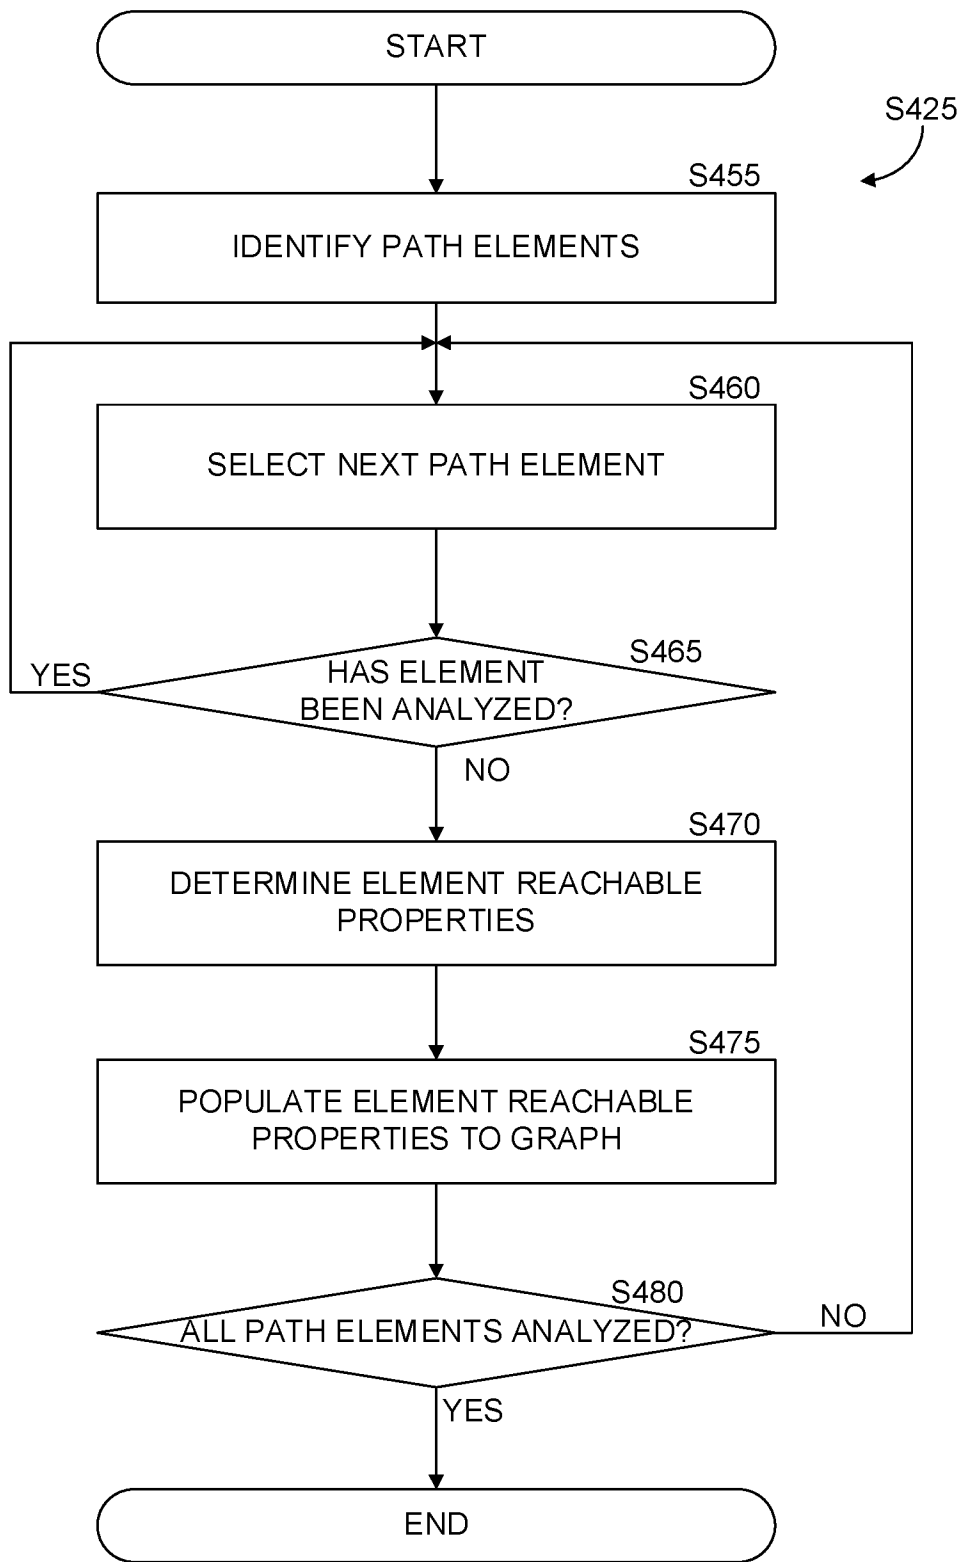 START
S425
S455
IDENTIFY PATH ELEMENTS
S460
SELECT NEXT PATH ELEMENT
S465
YES
HAS ELEMENT
BEEN ANALYZED?
NO
S470
DETERMINE ELEMENT REACHABLE
PROPERTIES
S475
POPULATE ELEMENT REACHABLE
PROPERTIES TO GRAPH
S480
ALL PATH ELEMENTS ANALYZED?
NO
YES
END